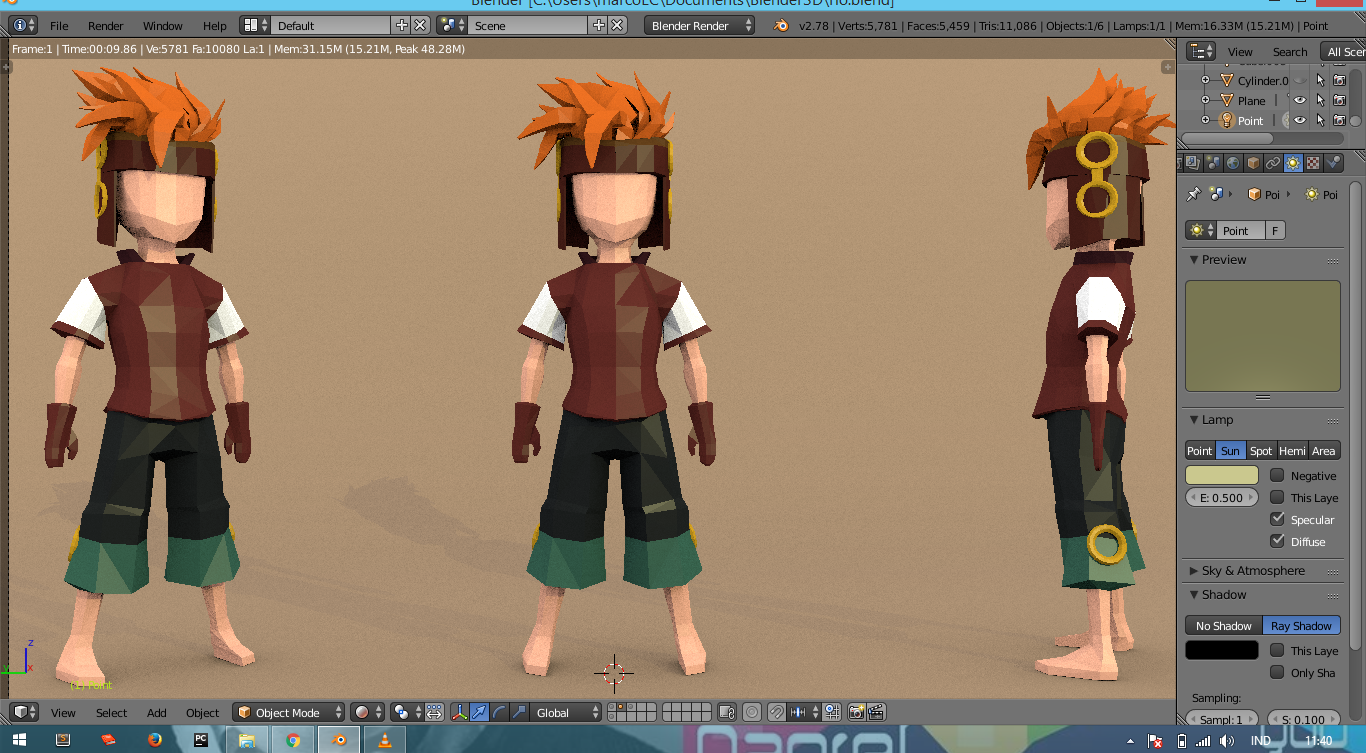 Blender [C:\Users\marcoEC\Documents\Blender3D\no.blend]
File Render Window Help Default Scene Blender Render v2.78 | Verts:5,781 | Faces:5,459 | Tris:11,086 | Objects:1/6 | Lamps:1/1 | Mem:16.33M (15.21M) | Point
Frame:1 | Time:00:09.86 | Ve:5781 Fa:10080 La:1 | Mem:31.15M (15.21M, Peak 48.28M)
View Search All Scen
Cylinder.0
Plane
Point
Poi Poi
Point F
Preview
Lamp
Point Sun Spot Hemi Area
Negative
E: 0.500 This Laye
Specular
Diffuse
Sky & Atmosphere
Shadow
No Shadow Ray Shadow
This Laye
Only Sha
Sampling:
Sampl: 1 S: 0.100
z
y x
(1) Point
View Select Add Object Object Mode Global
PC
IND 11:40